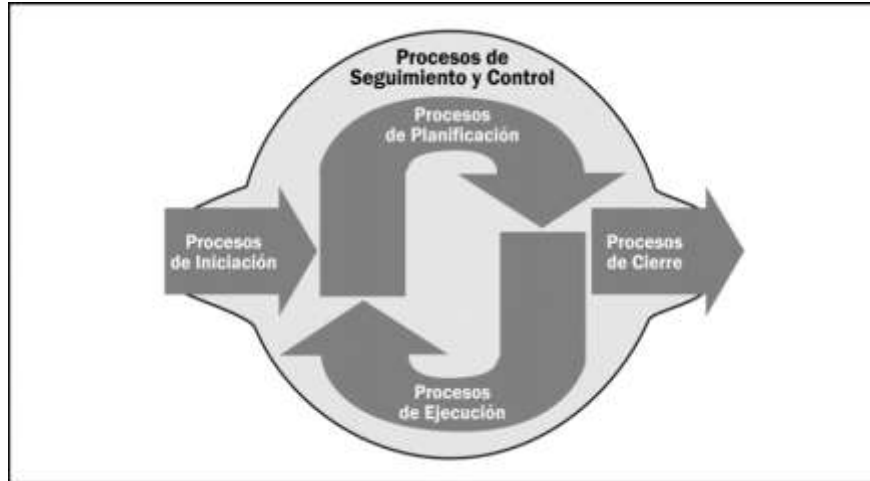 Procesos de
Seguimiento y Control
Procesos
de Planificación
Procesos
de Iniciación
Procesos
de Cierre
Procesos
de Ejecución